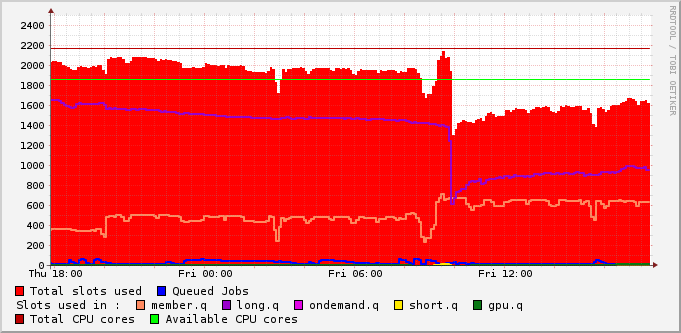 RRDTOOL / TOBI OETIKER
2400
2200
2000
1800
1600
1400
1200
1000
800
600
400
200
0
Thu 18:00 Fri 00:00 Fri 06:00 Fri 12:00
Total slots used Queued Jobs
Slots used in : member.q long.q ondemand.q short.q gpu.q
Total CPU cores Available CPU cores